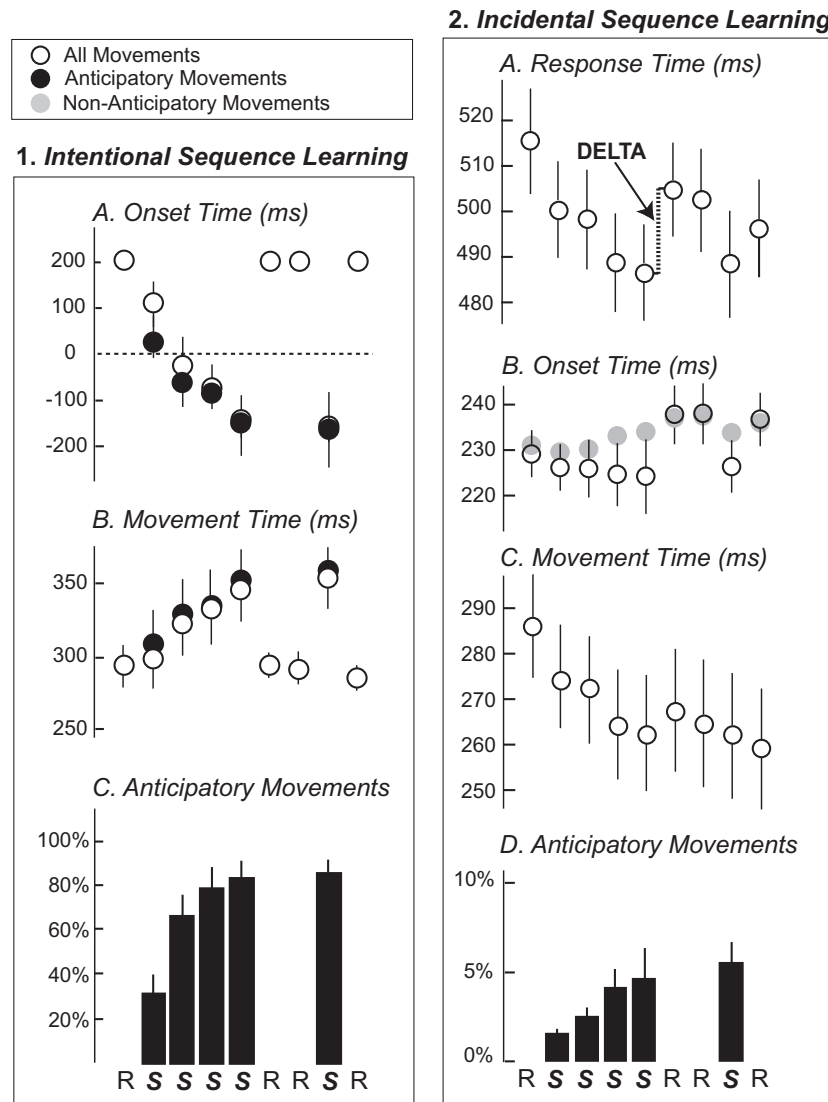 All Movements
Anticipatory Movements
Non-Anticipatory Movements
1. Intentional Sequence Learning
A. Onset Time (ms)
200
100
0
-100
-200
B. Movement Time (ms)
350
300
250
C. Anticipatory Movements
100%
80%
60%
40%
20%
R S S S S R R S R
2. Incidental Sequence Learning
A. Response Time (ms)
520
510
500
490
480
DELTA
B. Onset Time (ms)
240
230
220
C. Movement Time (ms)
290
280
270
260
250
D. Anticipatory Movements
10%
5%
0%
R S S S S R R S R